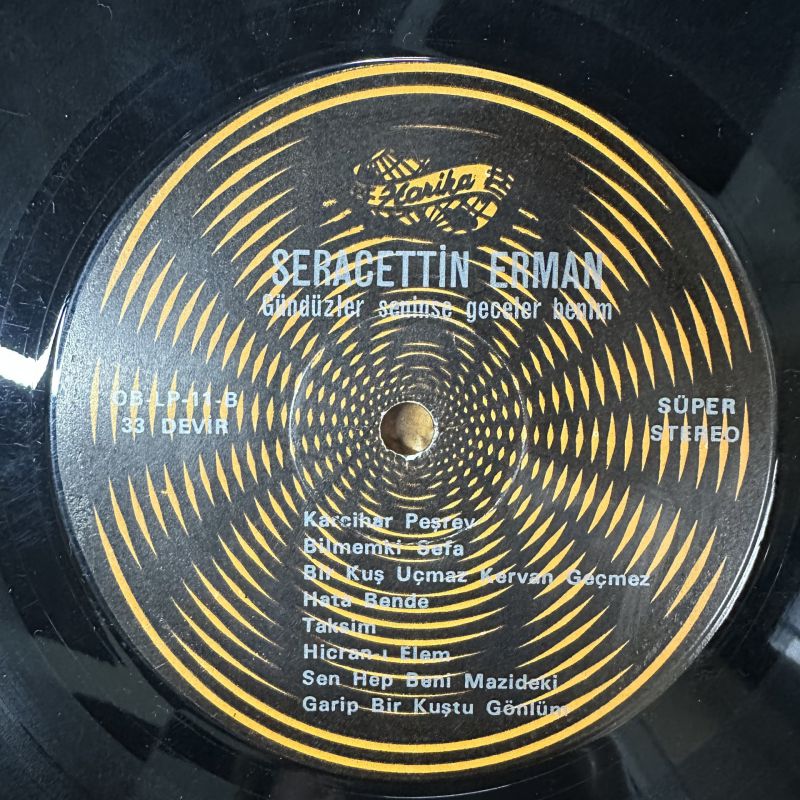 Harika
SERACETTİN ERMAN
Gündüzler seninse geceler benim
OB-LP-11-B
33 DEVİR
SÜPER
STEREO
Karcihar Peşrev
Bilmemki Sefa
Bir Kuş Uçmaz Kervan Geçmez
Hata Bende
Taksim
Hicran ı Elem
Sen Hep Beni Mazideki
Garip Bir Kuştu Gönlüm